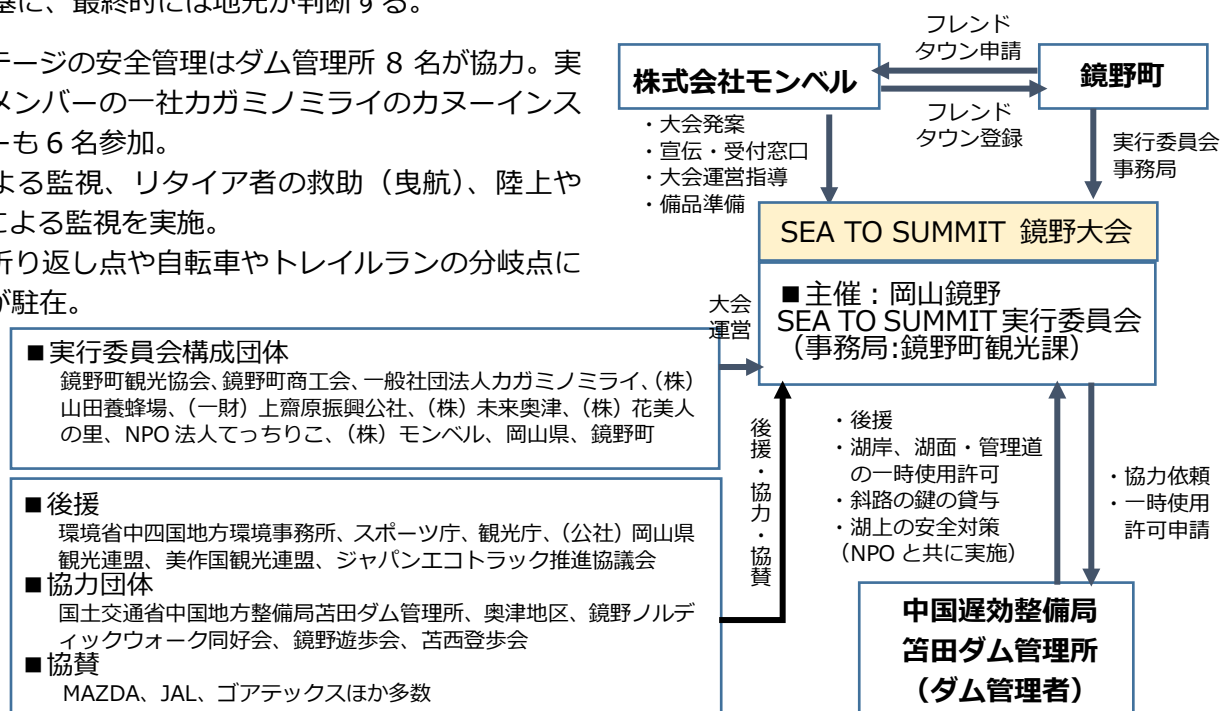 基に、最終的には地元が判断する。
テージの安全管理はダム管理所 8 名が協力。実
メンバーの一社カガミノミライのカヌーインス
ーも 6 名参加。
よる監視、リタイア者の救助（曳航）、陸上や
による監視を実施。
折り返し点や自転車やトレイルランの分岐点に
が駐在。
フレンド
タウン申請
株式会社モンベル
鏡野町
フレンド
タウン登録
・大会発案
・宣伝・受付窓口
・大会運営指導
・備品準備
実行委員会
事務局
SEA TO SUMMIT 鏡野大会
■主催：岡山鏡野
SEA TO SUMMIT 実行委員会
（事務局:鏡野町観光課）
大会
運営
■実行委員会構成団体
鏡野町観光協会、鏡野町商工会、一般社団法人カガミノミライ、（株）
山田養蜂場、（一財）上齋原振興公社、（株）未来奥津、（株）花美人
の里、NPO 法人てっちりこ、（株）モンベル、岡山県、鏡野町
■後援
環境省中四国地方環境事務所、スポーツ庁、観光庁、（公社）岡山県
観光連盟、美作国観光連盟、ジャパンエコトラック推進協議会
■協力団体
国土交通省中国地方整備局苫田ダム管理所、奥津地区、鏡野ノルデ
ィックウォーク同好会、鏡野遊歩会、苫西登歩会
■協賛
MAZDA、JAL、ゴアテックスほか多数
後援・協力・協賛
・後援
・湖岸、湖面・管理道
の一時使用許可
・斜路の鍵の貸与
・湖上の安全対策
（NPO と共に実施）
・協力依頼
・一時使用
許可申請
中国遅効整備局
笘田ダム管理所
（ダム管理者）